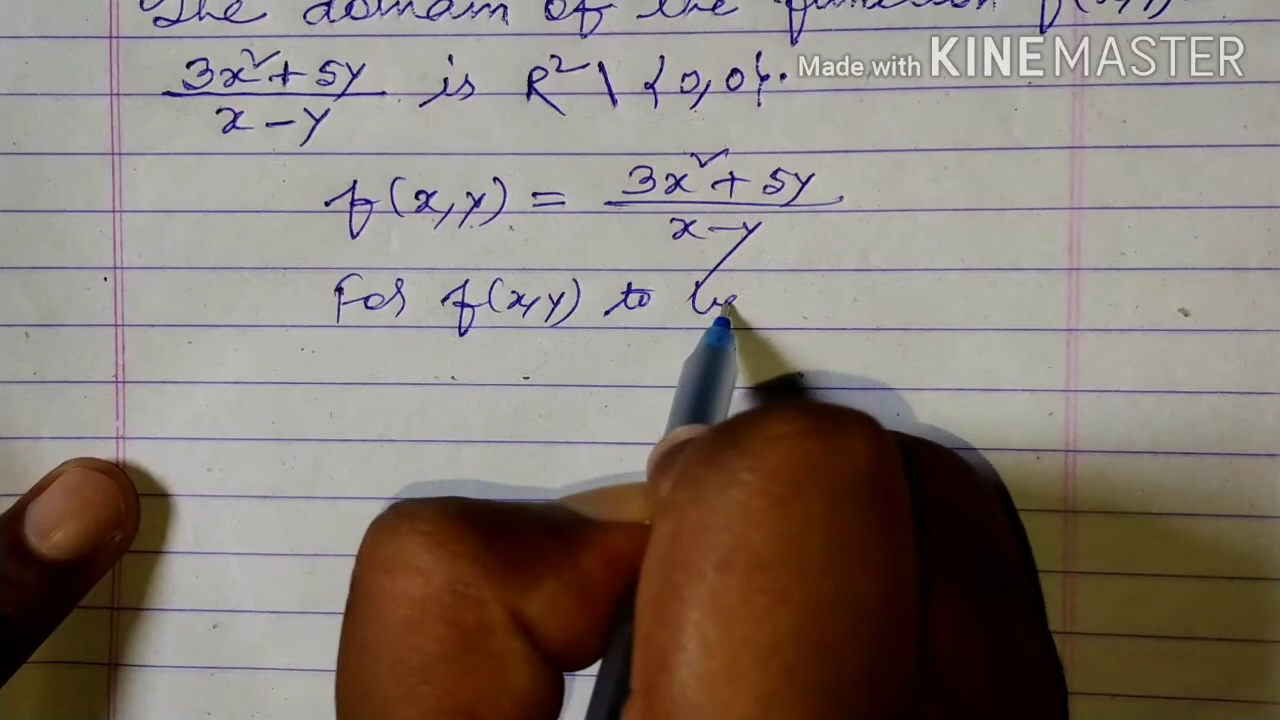 The domain of the function f(x,y)
3x² + 5y / x - y is R² \ {0,0}.
Made with KINEMASTER
f(x,y) = 3x² + 5y / x - y
For f(x,y) to be